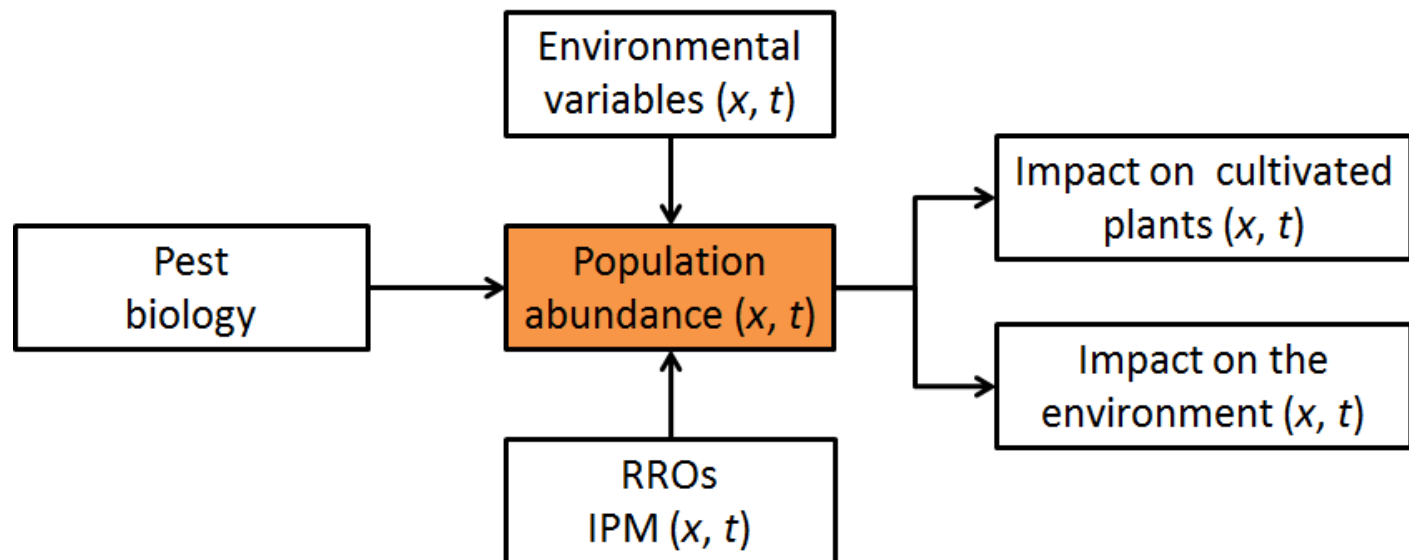 Environmental
variables (x, t)
Impact on cultivated
plants (x, t)
Pest
biology
Population
abundance (x, t)
Impact on the
environment (x, t)
RROs
IPM (x, t)